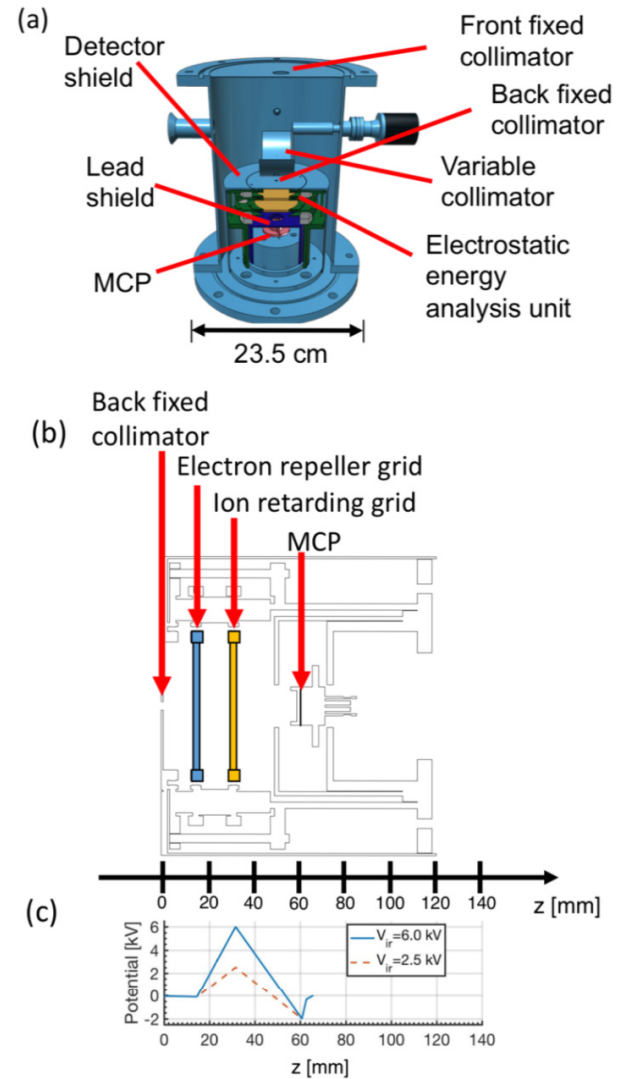 (a)
Detector
shield
Front fixed
collimator
Back fixed
collimator
Lead
shield
Variable
collimator
MCP
Electrostatic
energy
analysis unit
23.5 cm
(b)
Back fixed
collimator
Electron repeller grid
Ion retarding grid
MCP
0 20 40 60 80 100 120 140
z [mm]
(c)
Potential [kV]
6
4
2
0
-2
V_ir=6.0 kV
V_ir=2.5 kV
0 20 40 60 80 100 120 140
z [mm]